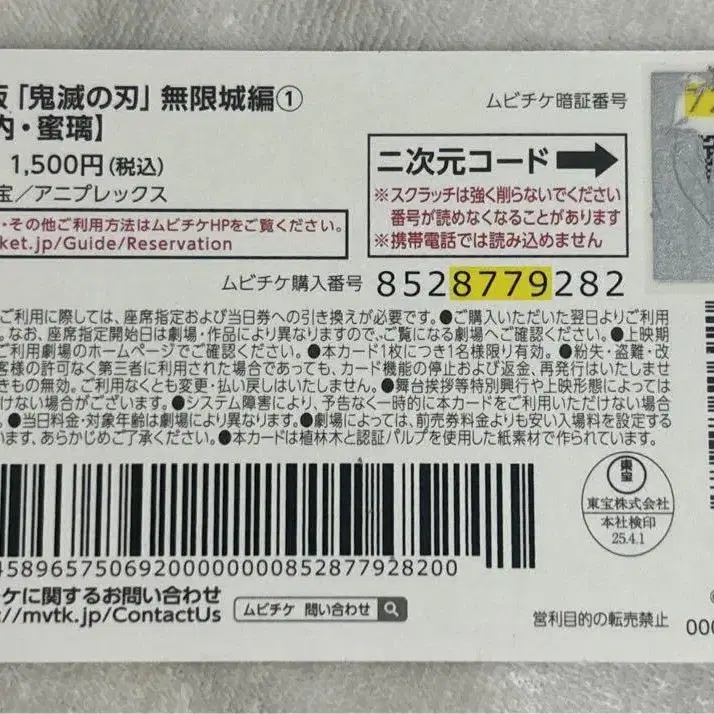 版「鬼滅の刃」無限城編①
内・蜜璃】
1,500円(税込)
宝／アニプレックス
・その他ご利用方法はムビチケHPをご覧ください。
ket.jp/Guide/Reservation
ムビチケ暗証番号
二次元コード
※スクラッチは強く削らないでください
番号が読めなくなることがあります
※携帯電話では読み込めません
ムビチケ購入番号 8528779282
ご利用に際しては、座席指定および当日券への引き換えが必要です。●ご購入いただいた翌日よりご利用
。なお、座席指定開始日は劇場・作品により異なりますので、ご覧になる劇場へご確認ください。●上映期
ご利用劇場のホームページでご確認ください。●本カード1枚につき1名様限り有効。●紛失・盗難・改
客様の許可なく第三者に利用された場合であっても、カード機能の停止および返金、再発行はいたしませ
きもの無効。ご利用なくとも変更・払い戻しはいたしません。●舞台挨拶等特別興行や上映形態によっては
けない場合がございます。●システム障害により、予告なく一時的に本カードをご利用いただけない場合
●当日料金・対象年齢は劇場により異なります。●劇場によっては、前売券料金よりも安い入場料を設定する
います、あらかじめご了承ください。●本カードは植林木と認証パルプを使用した紙素材で作られています。
4589657506920000000085287792​8200
東宝
東宝株式会社
本社検印
25.4.1
ケに関するお問い合わせ
://mvtk.jp/ContactUs
ムビチケ 問い合わせ
営利目的の転売禁止
000